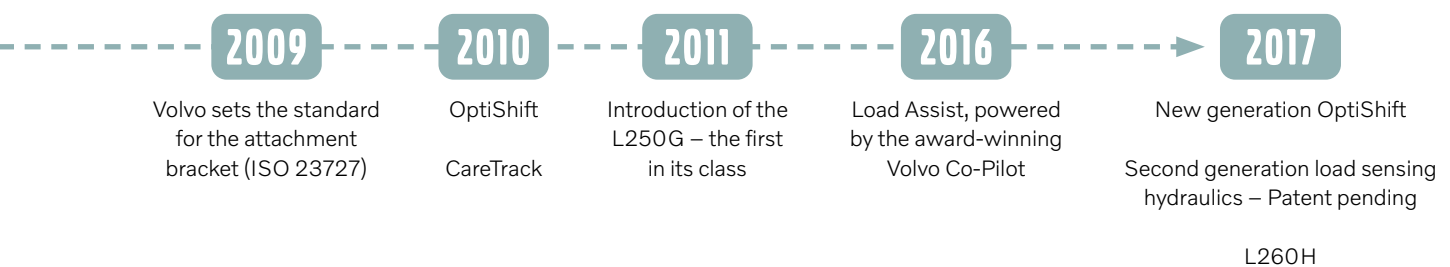 2009
Volvo sets the standard
for the attachment
bracket (ISO 23727)
2010
OptiShift
CareTrack
2011
Introduction of the
L250G – the first
in its class
2016
Load Assist, powered
by the award-winning
Volvo Co-Pilot
2017
New generation OptiShift
Second generation load sensing
hydraulics – Patent pending
L260H